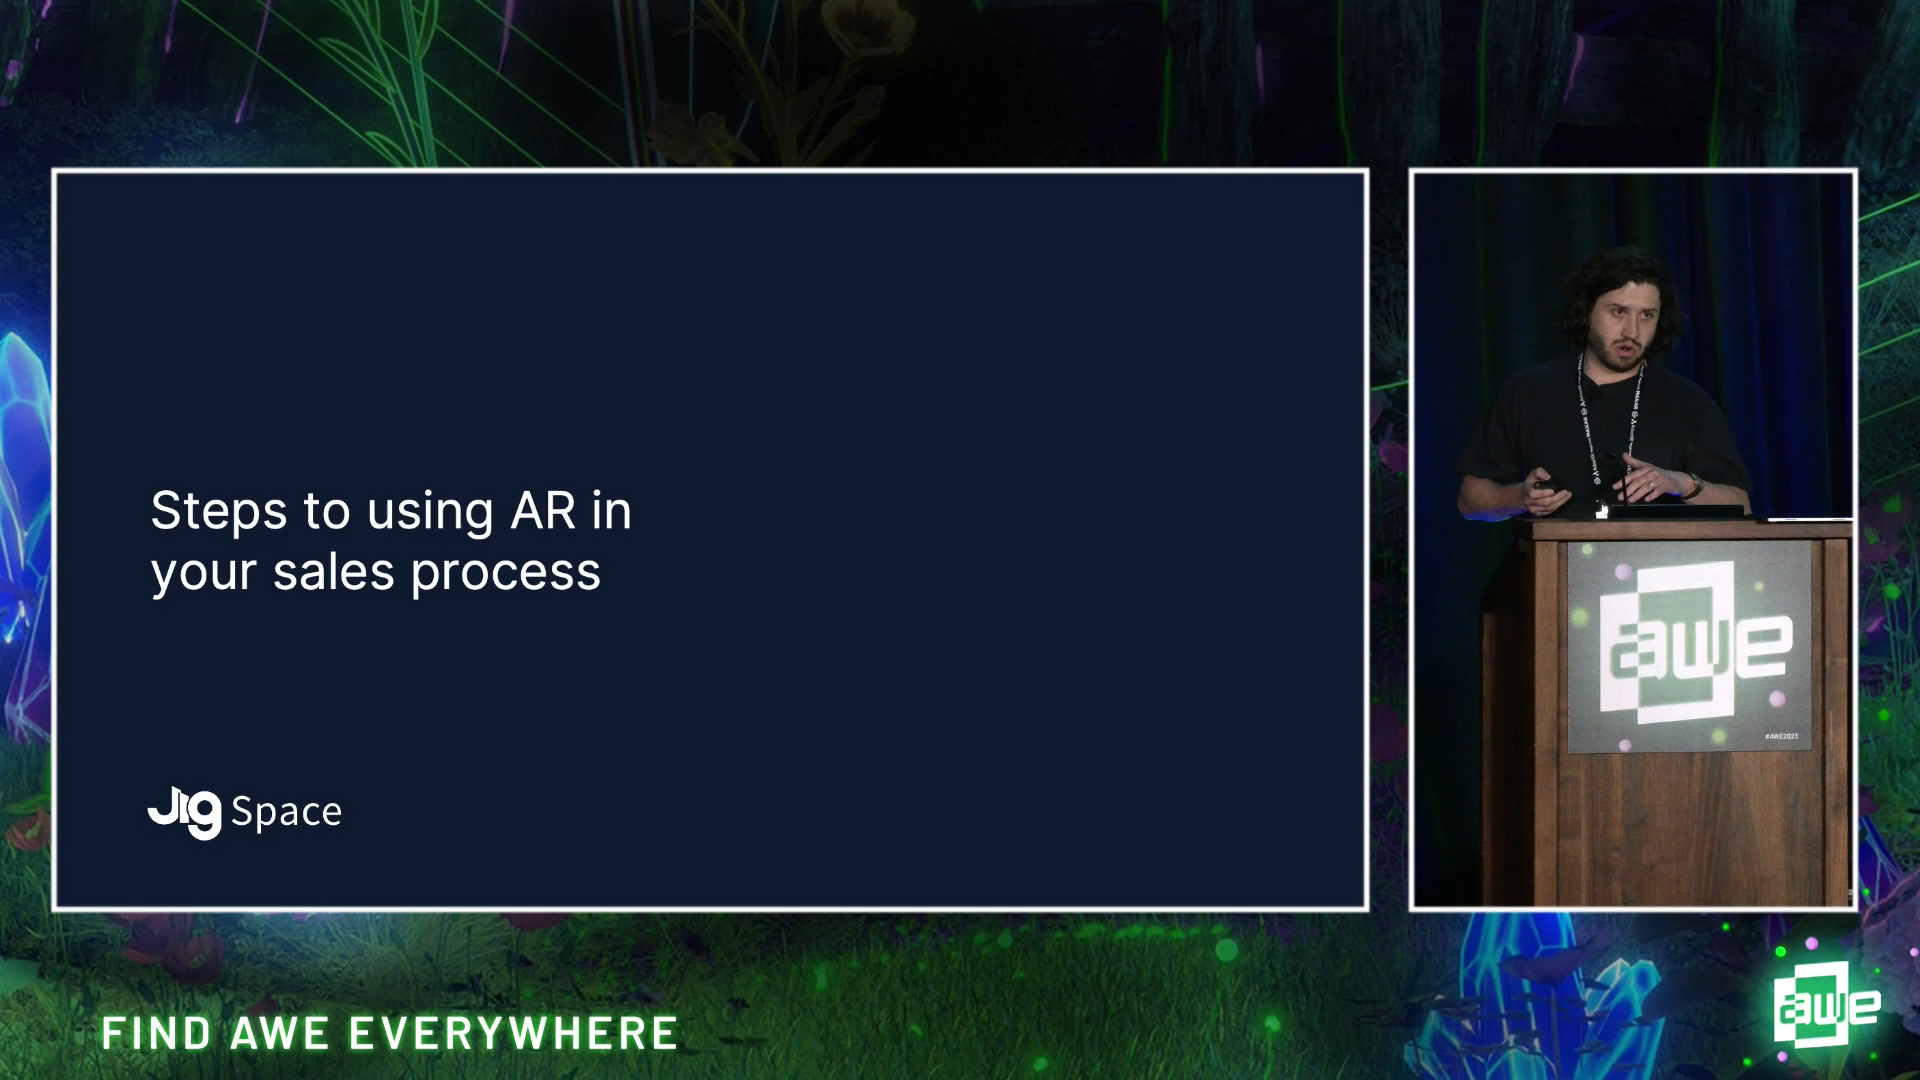 Steps to using AR in
your sales process
Jig Space
awe
#AWE2023
FIND AWE EVERYWHERE
awe